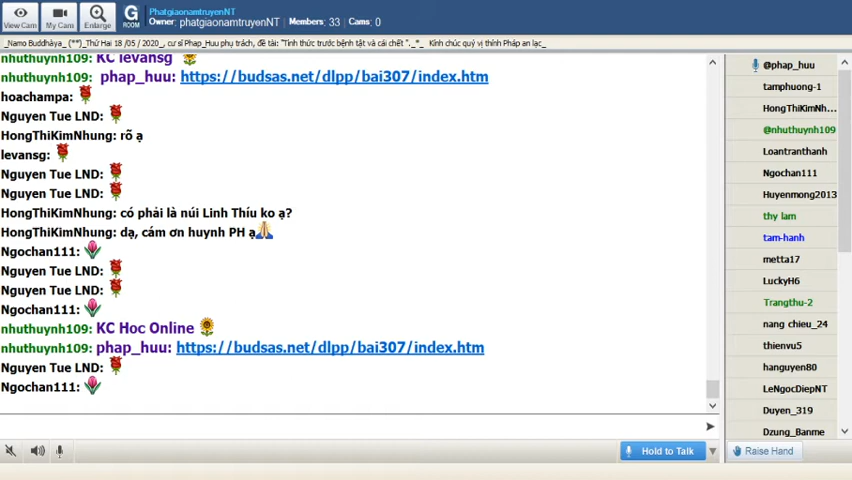 View Cam
My Cam
Enlarge
G
ROOM
PhatgiaonamtruyenNT
Owner: phatgiaonamtruyenNT Members: 33 Cams: 0
_Namo Buddhàya_ (**)_Thứ Hai 18 /05 / 2020_, cư sĩ Phap_Huu phụ trách, đề tài: "Tỉnh thức trước bệnh tật và cái chết "._*_ Kính chúc quý vị thính Pháp an lạc_
nhuthuynh109: KC levansg
nhuthuynh109: phap_huu: https://budsas.net/dlpp/bai307/index.htm
hoachampa:
Nguyen Tue LND:
HongThiKimNhung: rõ ạ
levansg:
Nguyen Tue LND:
Nguyen Tue LND:
HongThiKimNhung: có phải là núi Linh Thíu ko ạ?
HongThiKimNhung: dạ, cám ơn huynh PH ạ
Ngochan111:
Nguyen Tue LND:
Nguyen Tue LND:
Ngochan111:
nhuthuynh109: KC Hoc Online
nhuthuynh109: phap_huu: https://budsas.net/dlpp/bai307/index.htm
Nguyen Tue LND:
Ngochan111:
Hold to Talk
@phap_huu
tamphuong-1
HongThiKimNh...
@nhuthuynh109
Loantranthanh
Ngochan111
Huyenmong2013
thy lam
tam-hanh
metta17
LuckyH6
Trangthu-2
nang chieu_24
thienvu5
hanguyen80
LeNgocDiepNT
Duyen_319
Dzung_Banme
Raise Hand